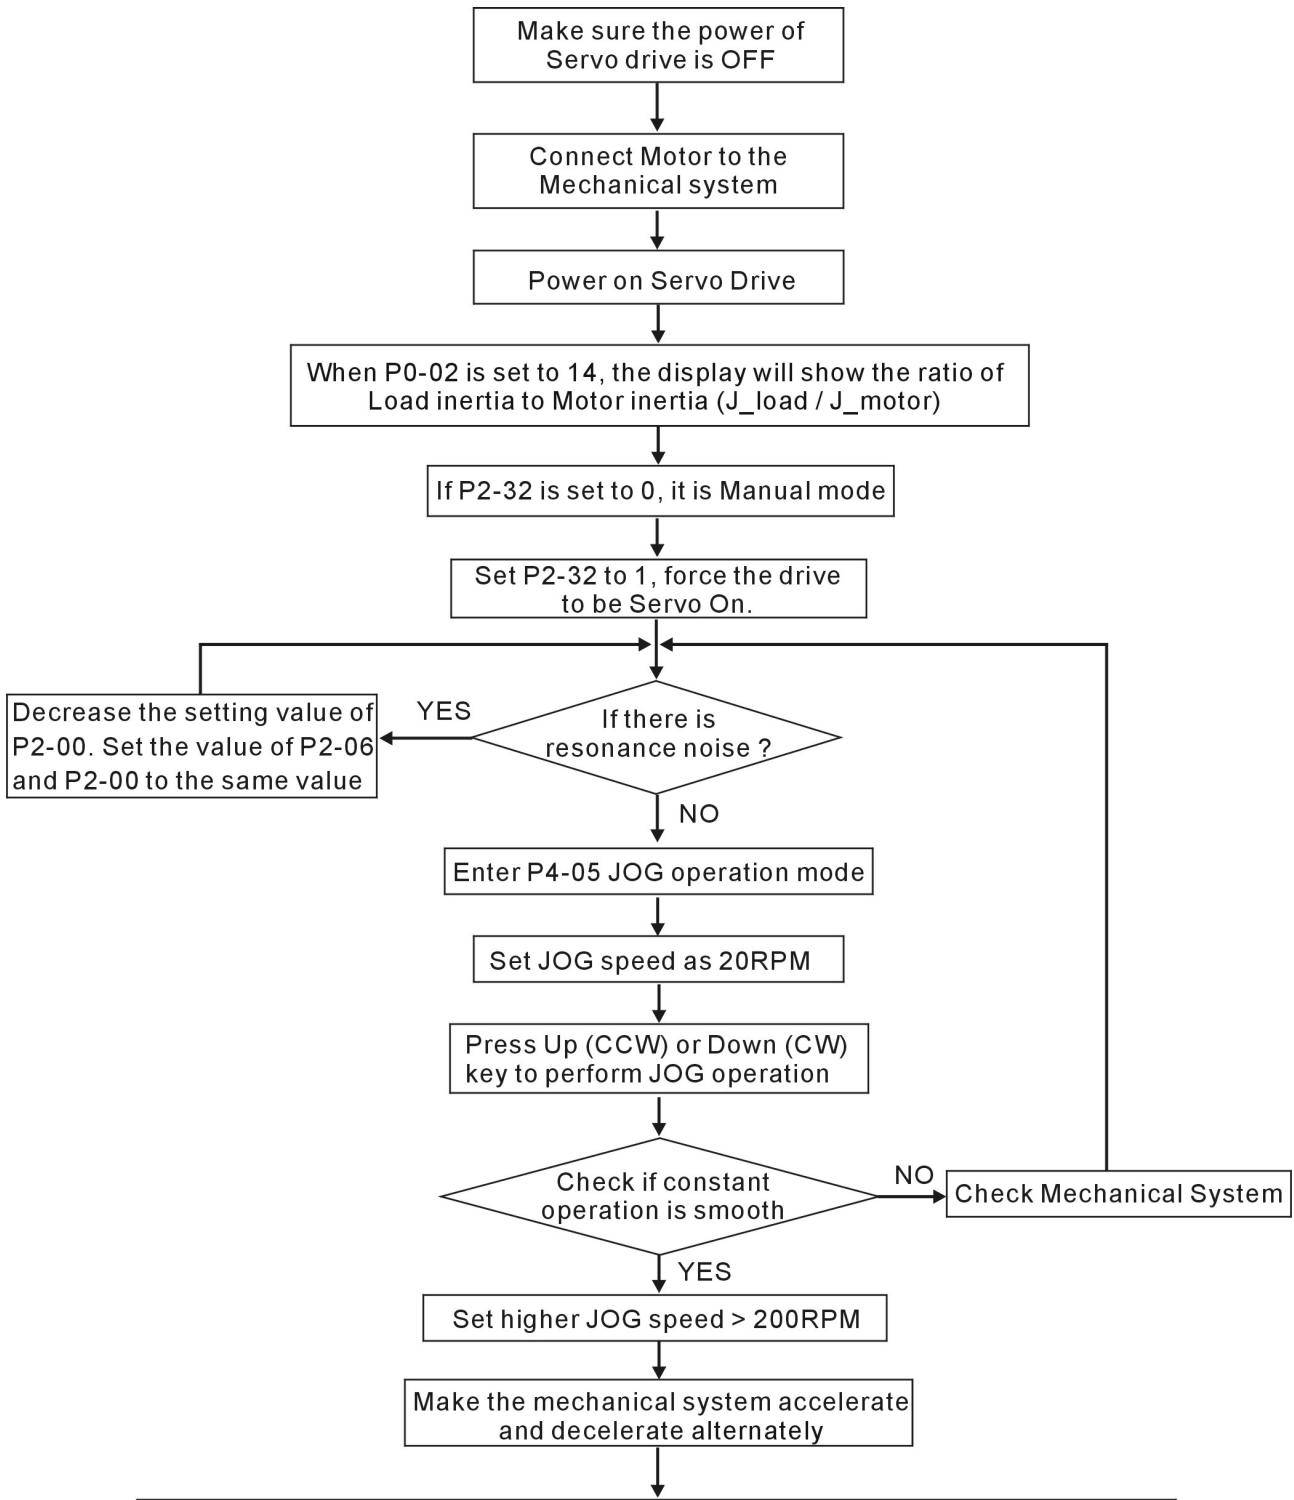 Make sure the power of
Servo drive is OFF
Connect Motor to the
Mechanical system
Power on Servo Drive
When P0-02 is set to 14, the display will show the ratio of
Load inertia to Motor inertia (J_load / J_motor)
If P2-32 is set to 0, it is Manual mode
Set P2-32 to 1, force the drive
to be Servo On.
If there is
resonance noise ?
YES
Decrease the setting value of
P2-00. Set the value of P2-06
and P2-00 to the same value
NO
Enter P4-05 JOG operation mode
Set JOG speed as 20RPM
Press Up (CCW) or Down (CW)
key to perform JOG operation
Check if constant
operation is smooth
NO
Check Mechanical System
YES
Set higher JOG speed > 200RPM
Make the mechanical system accelerate
and decelerate alternately